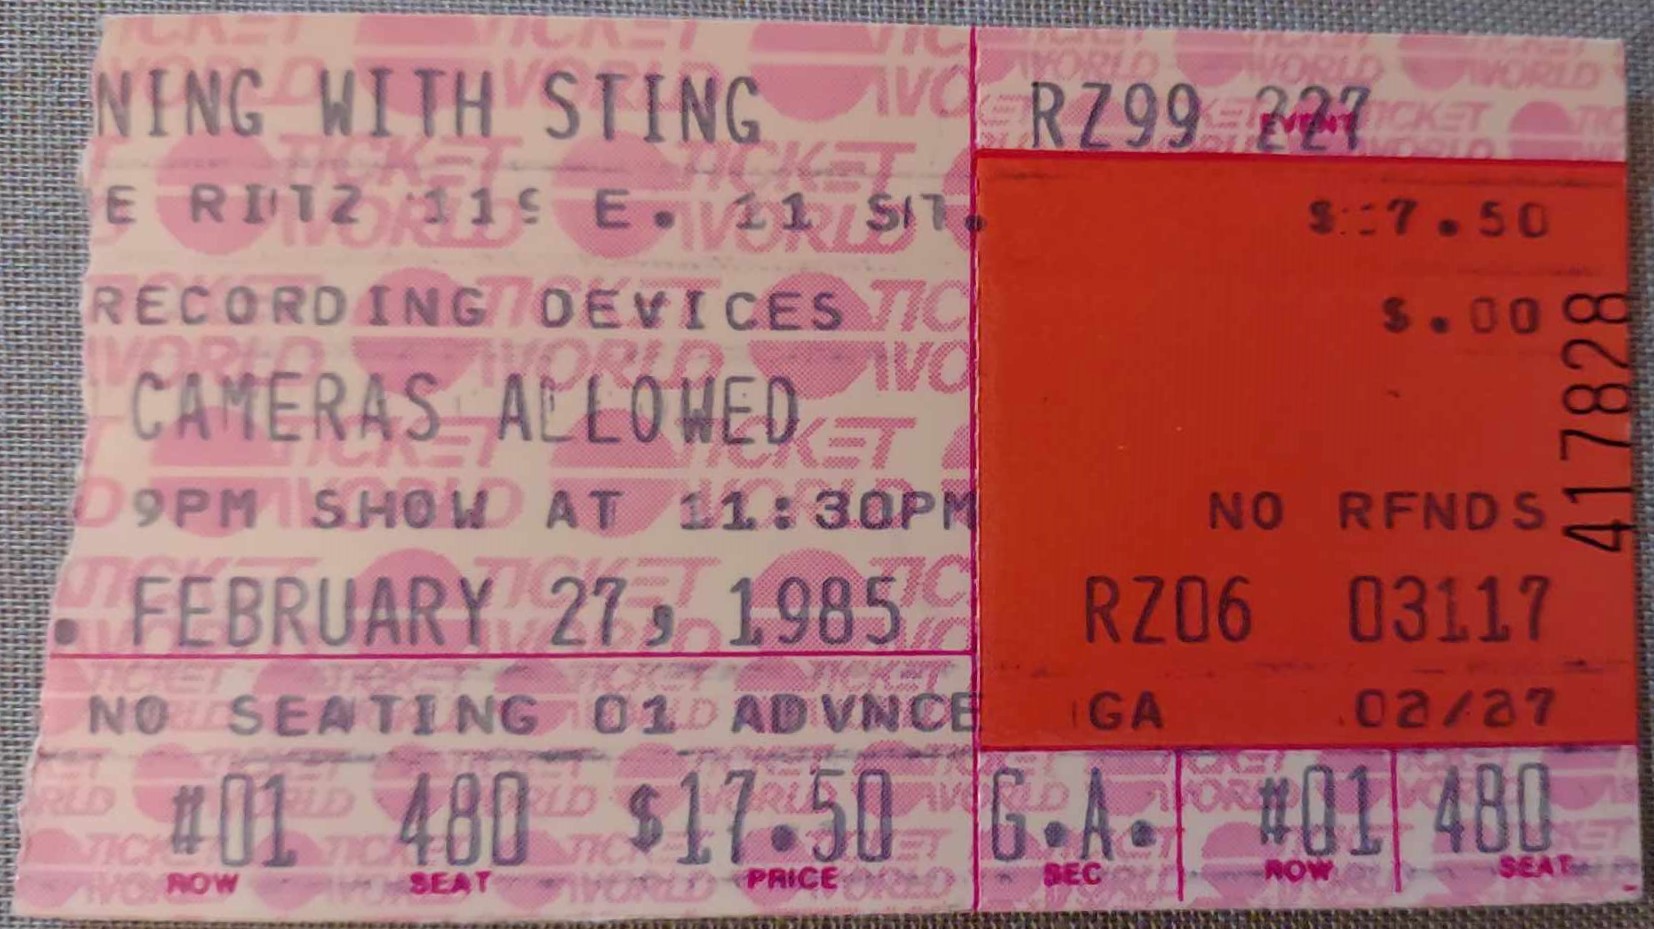 NING WITH STING
E RITZ 119 E. 11 ST.
RECORDING DEVICES
CAMERAS ALLOWED
9PM SHOW AT 11:30PM
. FEBRUARY 27, 1985
NO SEATING 01 ADVNCE
#01 480 $17.50
ROW SEAT PRICE
RZ99 227
EVENT
$17.50
$.00
NO RFNDS
RZ06 03117
GA 02/27
G.A. #01 480
SEC ROW SEAT
417828
TICKET WORLD